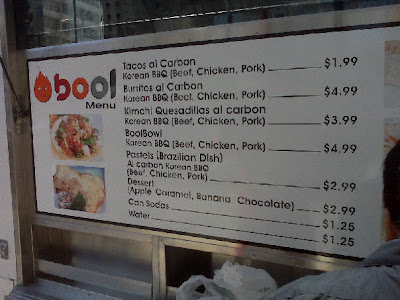 bool
Menu
Tacos al Carbon
Korean BBQ (Beef, Chicken, Pork) $1.99
Burritos al Carbon
Korean BBQ (Beef, Chicken, Pork) $4.99
Kimchi Quesadillas al carbon
Korean BBQ (Beef, Chicken, Pork) $3.99
BoolBowl
Korean BBQ (Beef, Chicken, Pork) $4.99
Pastels (Brazilian Dish)
Al carbon Korean BBQ
(Beef, Chicken, Pork) $2.99
Dessert
(Apple Caramel, Banana Chocolate) $2.99
Can Sodas $1.25
Water $1.25